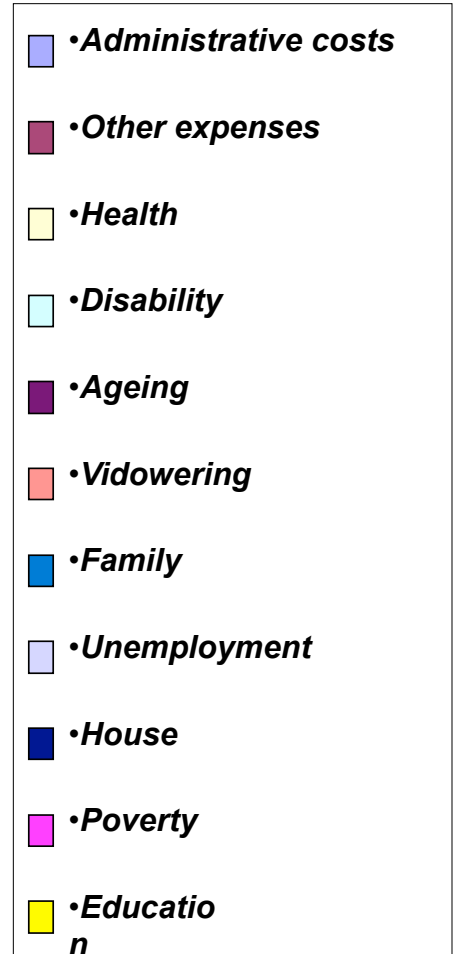 •Administrative costs
•Other expenses
•Health
•Disability
•Ageing
•Vidowering
•Family
•Unemployment
•House
•Poverty
•Educatio
n